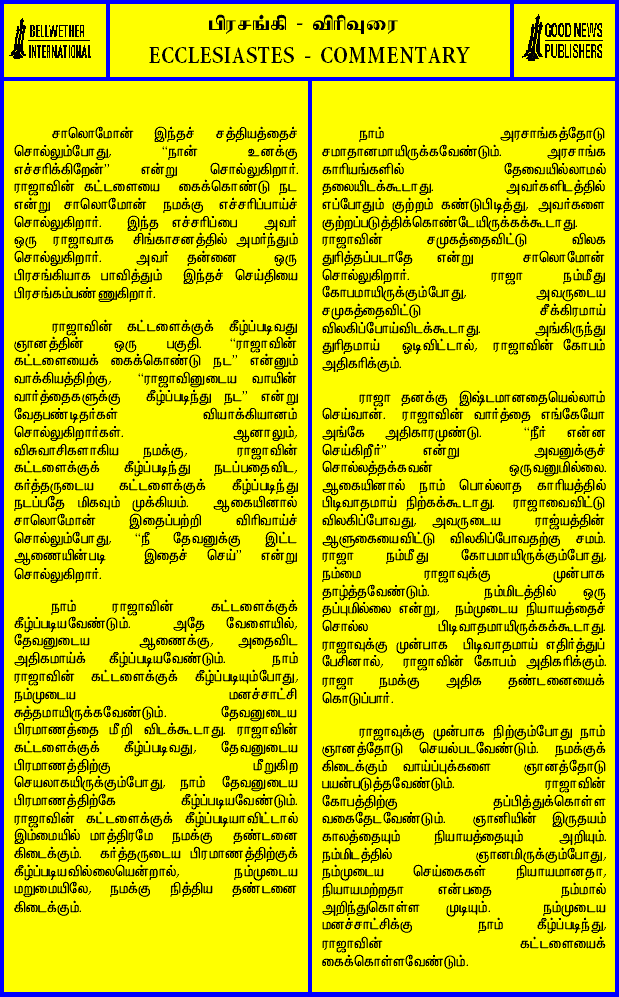 BELLWETHER
INTERNATIONAL
பிரசங்கி - விரிவுரை
ECCLESIASTES - COMMENTARY
GOOD NEWS
PUBLISHERS
சாலொமோன் இந்தச் சத்தியத்தைச்
சொல்லும்போது, “நான் உனக்கு
எச்சரிக்கிறேன்” என்று சொல்லுகிறார்.
ராஜாவின் கட்டளையை கைக்கொண்டு நட
என்று சாலொமோன் நமக்கு எச்சரிப்பாய்ச்
சொல்லுகிறார். இந்த எச்சரிப்பை அவர்
ஒரு ராஜாவாக சிங்காசனத்தில் அமர்ந்தும்
சொல்லுகிறார். அவர் தன்னை ஒரு
பிரசங்கியாக பாவித்தும் இந்தச் செய்தியை
பிரசங்கம்பண்ணுகிறார்.
ராஜாவின் கட்டளைக்குக் கீழ்ப்படிவது
ஞானத்தின் ஒரு பகுதி. “ராஜாவின்
கட்டளையைக் கைக்கொண்டு நட” என்னும்
வாக்கியத்திற்கு, “ராஜாவினுடைய வாயின்
வார்த்தைகளுக்கு கீழ்ப்படிந்து நட” என்று
வேதபண்டிதர்கள் வியாக்கியானம்
சொல்லுகிறார்கள். ஆனாலும்,
விசுவாசிகளாகிய நமக்கு, ராஜாவின்
கட்டளைக்குக் கீழ்ப்படிந்து நடப்பதைவிட,
கர்த்தருடைய கட்டளைக்குக் கீழ்ப்படிந்து
நடப்பதே மிகவும் முக்கியம். ஆகையினால்
சாலொமோன் இதைப்பற்றி விரிவாய்ச்
சொல்லும்போது, “நீ தேவனுக்கு இட்ட
ஆணையின்படி இதைச் செய்” என்று
சொல்லுகிறார்.
நாம் ராஜாவின் கட்டளைக்குக்
கீழ்ப்படியவேண்டும். அதே வேளையில்,
தேவனுடைய ஆணைக்கு, அதைவிட
அதிகமாய்க் கீழ்ப்படியவேண்டும். நாம்
ராஜாவின் கட்டளைக்குக் கீழ்ப்படியும்போது,
நம்முடைய மனச்சாட்சி
சுத்தமாயிருக்கவேண்டும். தேவனுடைய
பிரமாணத்தை மீறி விடக்கூடாது. ராஜாவின்
கட்டளைக்குக் கீழ்ப்படிவது, தேவனுடைய
பிரமாணத்திற்கு மீறுகிற
செயலாகயிருக்கும்போது, நாம் தேவனுடைய
பிரமாணத்திற்கே கீழ்ப்படியவேண்டும்.
ராஜாவின் கட்டளைக்குக் கீழ்ப்படியாவிட்டால்
இம்மையில் மாத்திரமே நமக்கு தண்டனை
கிடைக்கும். கர்த்தருடைய பிரமாணத்திற்குக்
கீழ்ப்படியவில்லையென்றால், நம்முடைய
மறுமையிலே, நமக்கு நித்திய தண்டனை
கிடைக்கும்.
நாம் அரசாங்கத்தோடு
சமாதானமாயிருக்கவேண்டும். அரசாங்க
காரியங்களில் தேவையில்லாமல்
தலையிடக்கூடாது. அவர்களிடத்தில்
எப்போதும் குற்றம் கண்டுபிடித்து, அவர்களை
குற்றப்படுத்திக்கொண்டேயிருக்கக்கூடாது.
ராஜாவின் சமுகத்தைவிட்டு விலக
துரிதப்படாதே என்று சாலொமோன்
சொல்லுகிறார். ராஜா நம்மீது
கோபமாயிருக்கும்போது, அவருடைய
சமுகத்தைவிட்டு சீக்கிரமாய்
விலகிப்போய்விடக்கூடாது. அங்கிருந்து
துரிதமாய் ஓடிவிட்டால், ராஜாவின் கோபம்
அதிகரிக்கும்.
ராஜா தனக்கு இஷ்டமானதையெல்லாம்
செய்வான். ராஜாவின் வார்த்தை எங்கேயோ
அங்கே அதிகாரமுண்டு. “நீர் என்ன
செய்கிறீர்” என்று அவனுக்குச்
சொல்லத்தக்கவன் ஒருவனுமில்லை.
ஆகையினால் நாம் பொல்லாத காரியத்தில்
பிடிவாதமாய் நிற்கக்கூடாது. ராஜாவைவிட்டு
விலகிப்போவது, அவருடைய ராஜ்யத்தின்
ஆளுகையைவிட்டு விலகிப்போவதற்கு சமம்.
ராஜா நம்மீது கோபமாயிருக்கும்போது,
நம்மை ராஜாவுக்கு முன்பாக
தாழ்த்தவேண்டும். நம்மிடத்தில் ஒரு
தப்புமில்லை என்று, நம்முடைய நியாயத்தைச்
சொல்ல பிடிவாதமாயிருக்கக்கூடாது.
ராஜாவுக்கு முன்பாக பிடிவாதமாய் எதிர்த்துப்
பேசினால், ராஜாவின் கோபம் அதிகரிக்கும்.
ராஜா நமக்கு அதிக தண்டனையைக்
கொடுப்பார்.
ராஜாவுக்கு முன்பாக நிற்கும்போது நாம்
ஞானத்தோடு செயல்படவேண்டும். நமக்குக்
கிடைக்கும் வாய்ப்புக்களை ஞானத்தோடு
பயன்படுத்தவேண்டும். ராஜாவின்
கோபத்திற்கு தப்பித்துக்கொள்ள
வகைதேடவேண்டும். ஞானியின் இருதயம்
காலத்தையும் நியாயத்தையும் அறியும்.
நம்மிடத்தில் ஞானமிருக்கும்போது,
நம்முடைய செய்கைகள் நியாயமானதா,
நியாயமற்றதா என்பதை நம்மால்
அறிந்துகொள்ள முடியும். நம்முடைய
மனச்சாட்சிக்கு நாம் கீழ்படிந்து,
ராஜாவின் கட்டளையைக்
கைக்கொள்ளவேண்டும்.